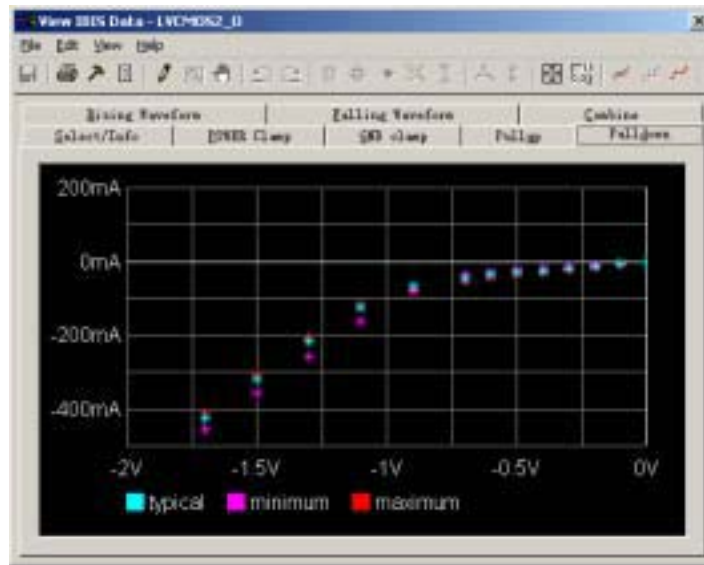 View IBIS Data - LVCMOS2_O
File Edit View Help
Rising Waveform Falling Waveform Combine
Select/Info POWER Clamp GND clamp Pullup Pulldown
200mA
0mA
-200mA
-400mA
-2V -1.5V -1V -0.5V 0V
typical minimum maximum